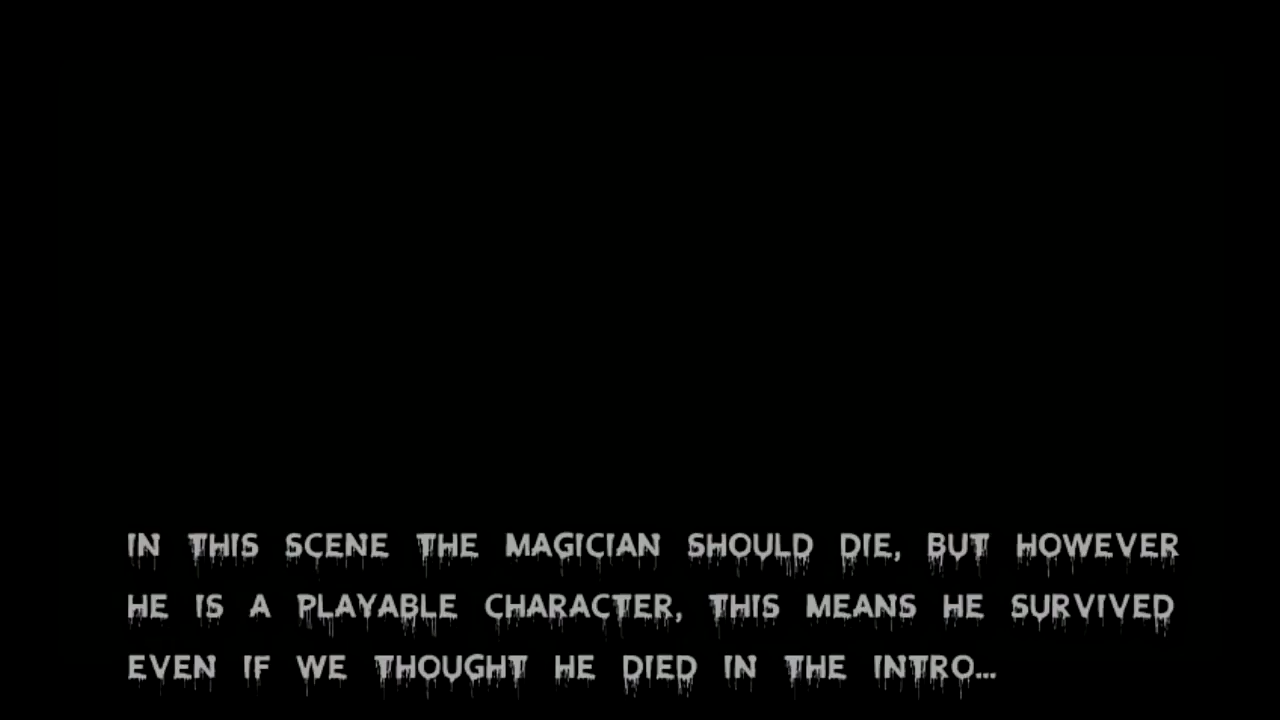 IN THIS SCENE THE MAGICIAN SHOULD DIE, BUT HOWEVER
HE IS A PLAYABLE CHARACTER, THIS MEANS HE SURVIVED
EVEN IF WE THOUGHT HE DIED IN THE INTRO...